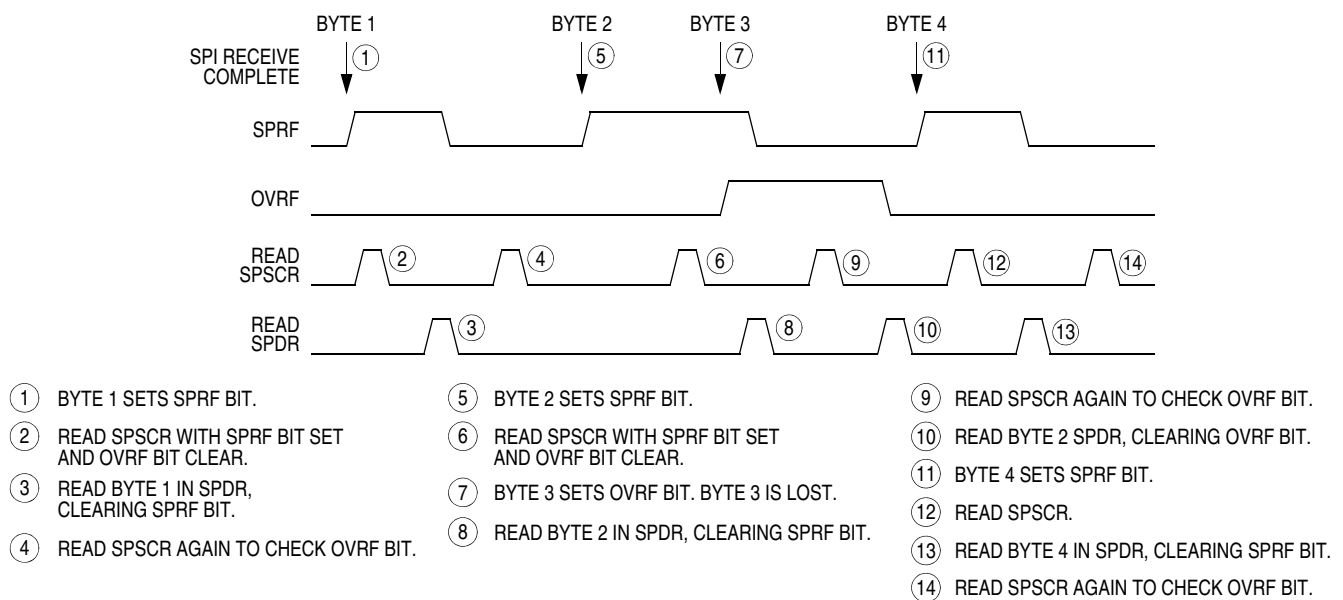 BYTE 1 BYTE 2 BYTE 3 BYTE 4
SPI RECEIVE
COMPLETE
1 5 7 11
SPRF
OVRF
READ
SPSCR
2 4 6 9 12 14
READ
SPDR
3 8 10 13
1 BYTE 1 SETS SPRF BIT.
2 READ SPSCR WITH SPRF BIT SET
AND OVRF BIT CLEAR.
3 READ BYTE 1 IN SPDR,
CLEARING SPRF BIT.
4 READ SPSCR AGAIN TO CHECK OVRF BIT.
5 BYTE 2 SETS SPRF BIT.
6 READ SPSCR WITH SPRF BIT SET
AND OVRF BIT CLEAR.
7 BYTE 3 SETS OVRF BIT. BYTE 3 IS LOST.
8 READ BYTE 2 IN SPDR, CLEARING SPRF BIT.
9 READ SPSCR AGAIN TO CHECK OVRF BIT.
10 READ BYTE 2 SPDR, CLEARING OVRF BIT.
11 BYTE 4 SETS SPRF BIT.
12 READ SPSCR.
13 READ BYTE 4 IN SPDR, CLEARING SPRF BIT.
14 READ SPSCR AGAIN TO CHECK OVRF BIT.